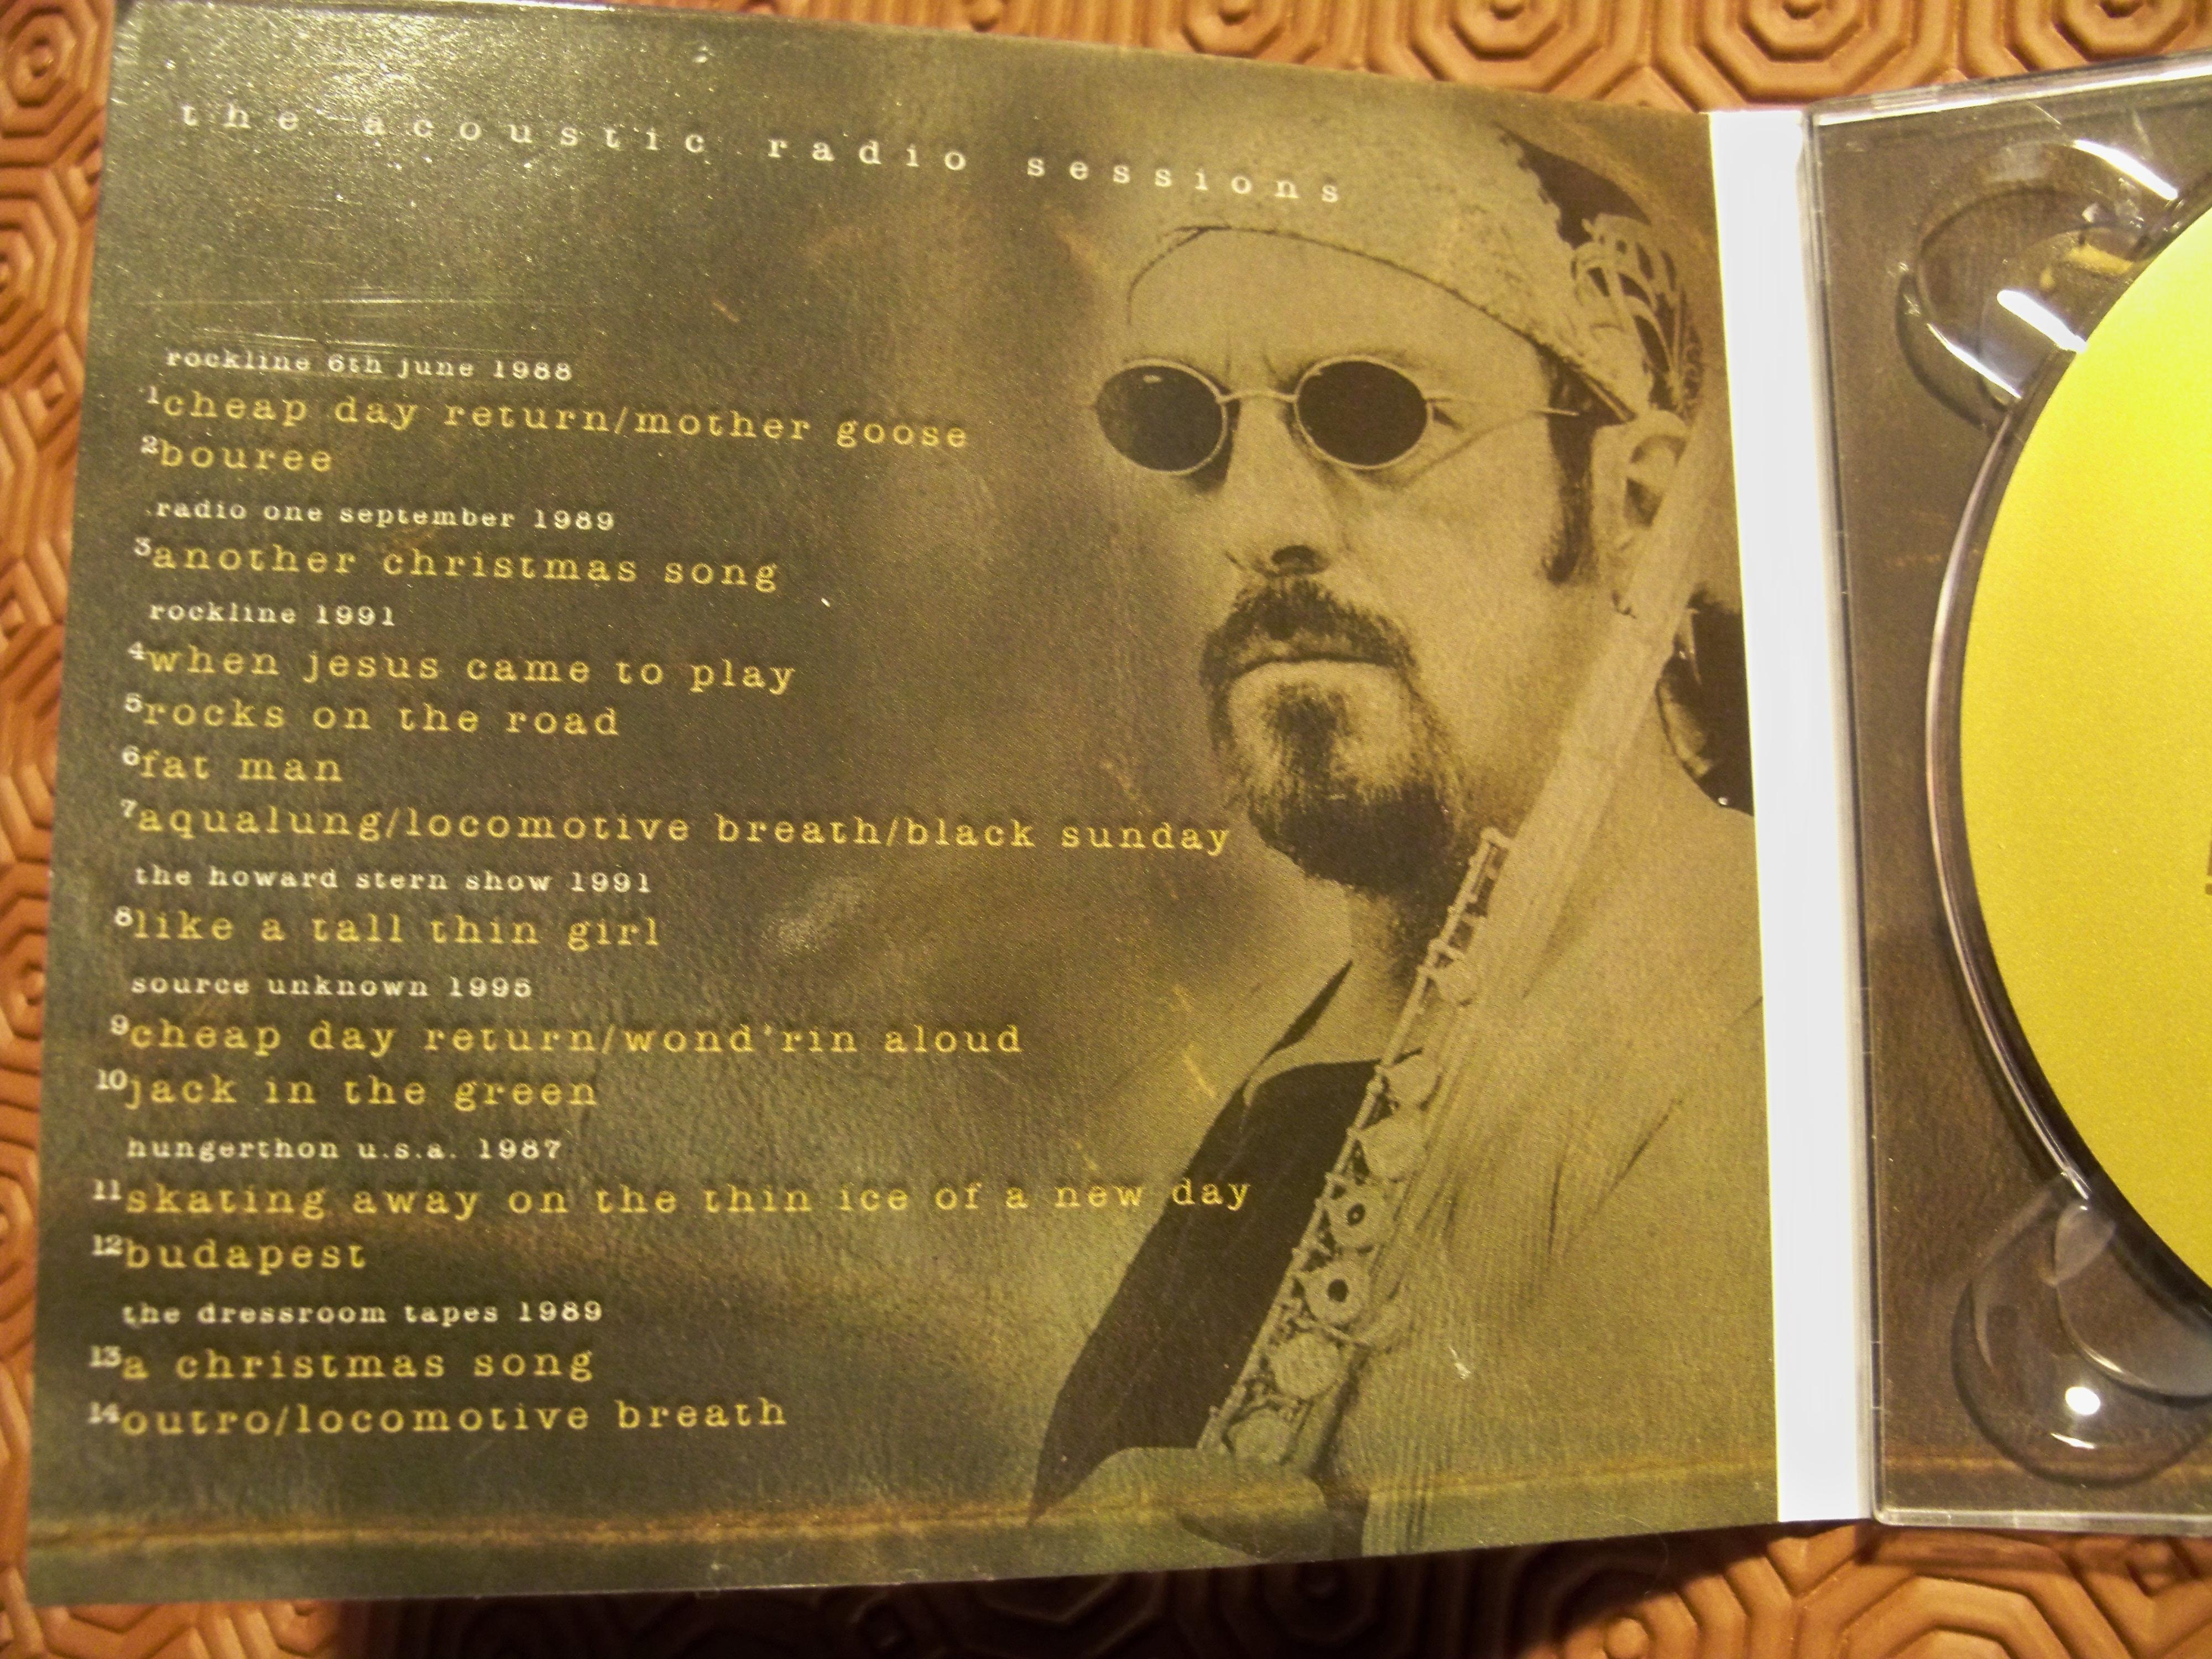 the acoustic radio sessions
rockline 6th june 1988
1cheap day return/mother goose
2bouree
radio one september 1989
3another christmas song
rockline 1991
4when jesus came to play
5rocks on the road
6fat man
7aqualung/locomotive breath/black sunday
the howard stern show 1991
8like a tall thin girl
source unknown 1995
9cheap day return/wond'rin aloud
10jack in the green
hungerthon u.s.a. 1987
11skating away on the thin ice of a new day
12budapest
the dressroom tapes 1989
13a christmas song
14outro/locomotive breath